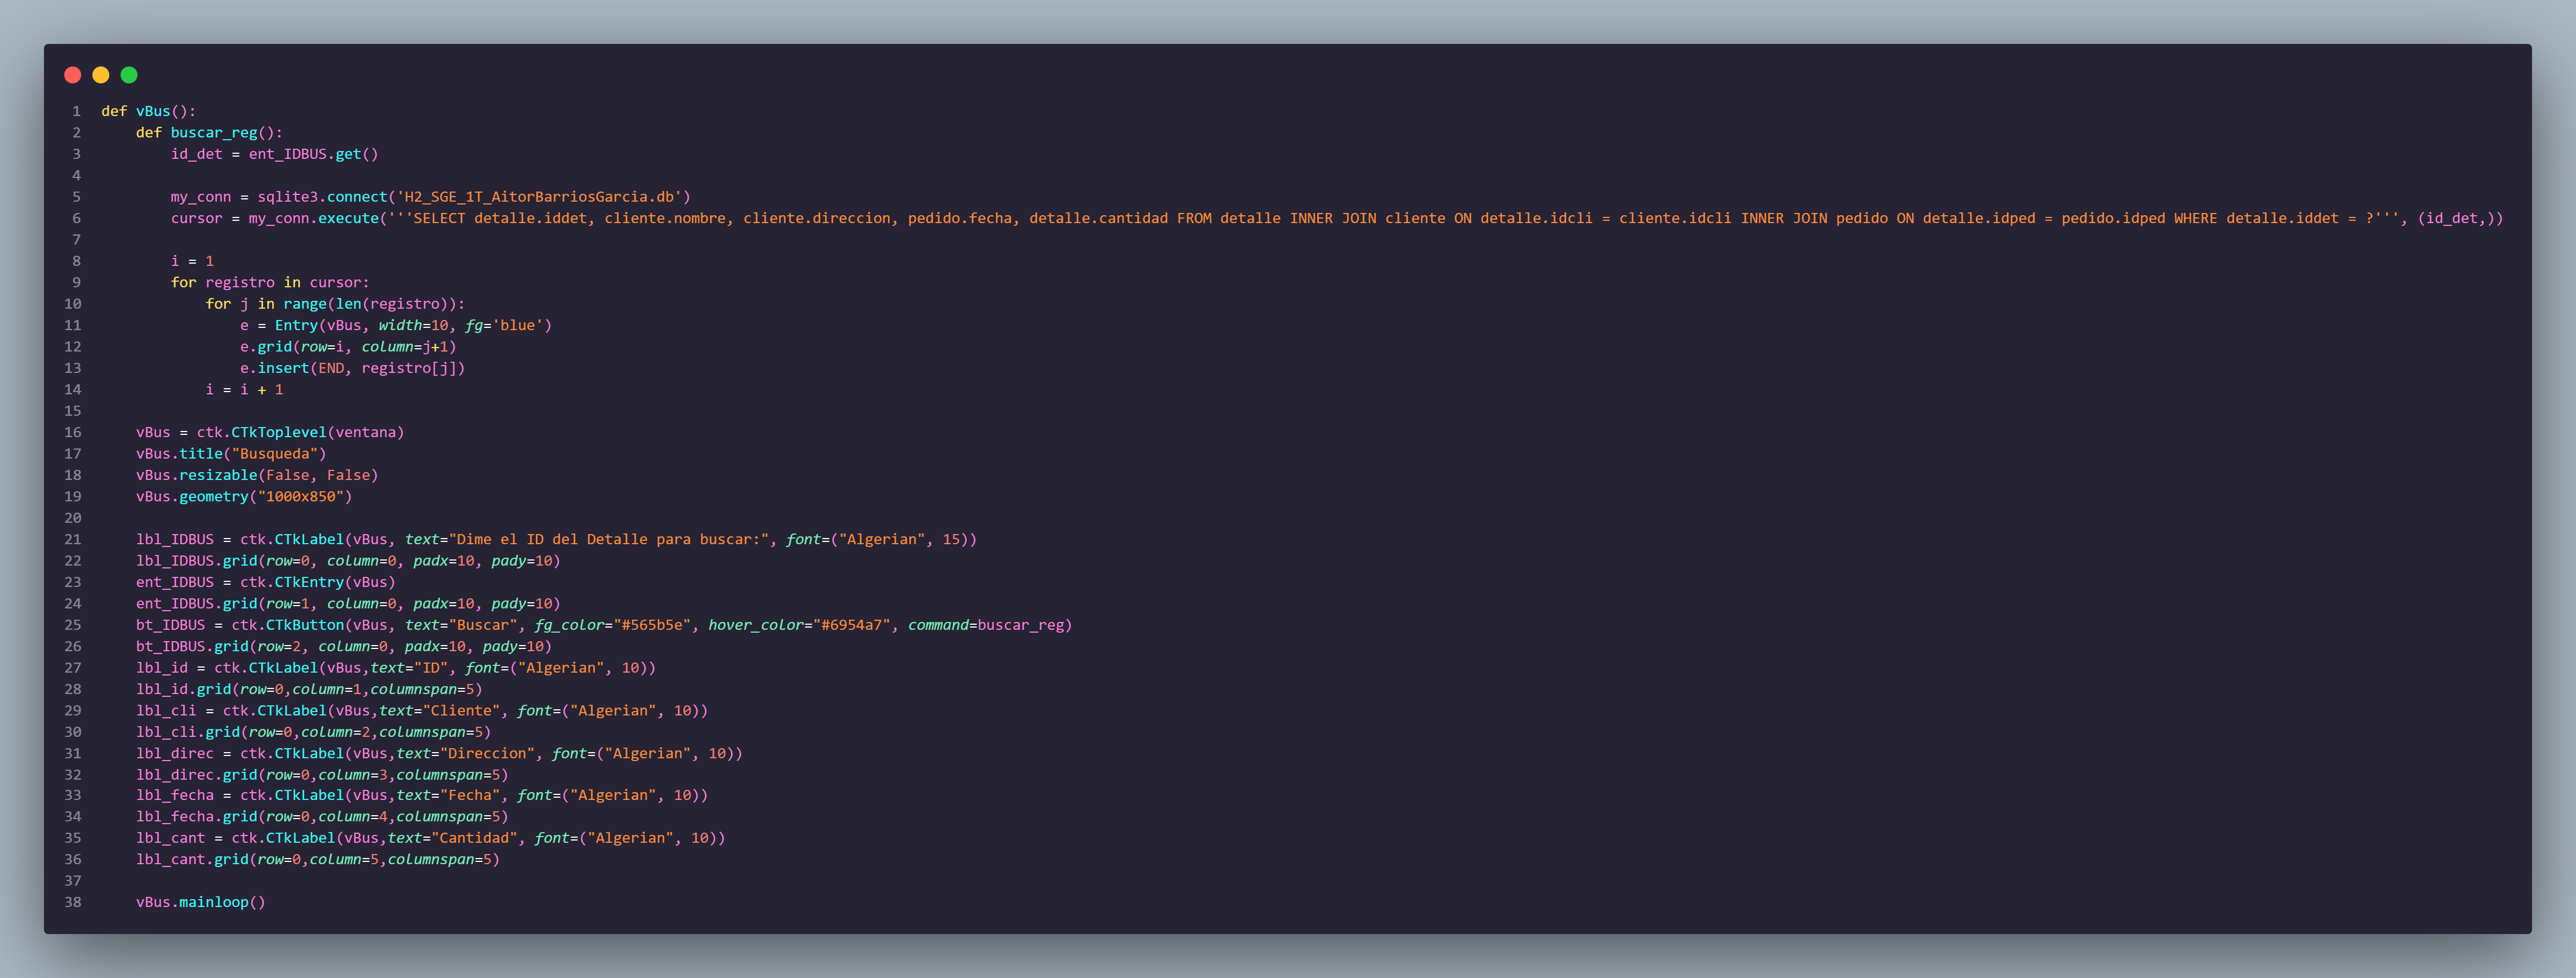 1 def vBus():
2     def buscar_reg():
3         id_det = ent_IDBUS.get()
4
5         my_conn = sqlite3.connect('H2_SGE_1T_AitorBarriosGarcia.db')
6         cursor = my_conn.execute('''SELECT detalle.iddet, cliente.nombre, cliente.direccion, pedido.fecha, detalle.cantidad FROM detalle INNER JOIN cliente ON detalle.idcli = cliente.idcli INNER JOIN pedido ON detalle.idped = pedido.idped WHERE detalle.iddet = ?''', (id_det,))
7
8         i = 1
9         for registro in cursor:
10             for j in range(len(registro)):
11                 e = Entry(vBus, width=10, fg='blue')
12                 e.grid(row=i, column=j+1)
13                 e.insert(END, registro[j])
14             i = i + 1
15
16     vBus = ctk.CTkToplevel(ventana)
17     vBus.title("Busqueda")
18     vBus.resizable(False, False)
19     vBus.geometry("1000x850")
20
21     lbl_IDBUS = ctk.CTkLabel(vBus, text="Dime el ID del Detalle para buscar:", font=("Algerian", 15))
22     lbl_IDBUS.grid(row=0, column=0, padx=10, pady=10)
23     ent_IDBUS = ctk.CTkEntry(vBus)
24     ent_IDBUS.grid(row=1, column=0, padx=10, pady=10)
25     bt_IDBUS = ctk.CTkButton(vBus, text="Buscar", fg_color="#565b5e", hover_color="#6954a7", command=buscar_reg)
26     bt_IDBUS.grid(row=2, column=0, padx=10, pady=10)
27     lbl_id = ctk.CTkLabel(vBus,text="ID", font=("Algerian", 10))
28     lbl_id.grid(row=0,column=1,columnspan=5)
29     lbl_cli = ctk.CTkLabel(vBus,text="Cliente", font=("Algerian", 10))
30     lbl_cli.grid(row=0,column=2,columnspan=5)
31     lbl_direc = ctk.CTkLabel(vBus,text="Direccion", font=("Algerian", 10))
32     lbl_direc.grid(row=0,column=3,columnspan=5)
33     lbl_fecha = ctk.CTkLabel(vBus,text="Fecha", font=("Algerian", 10))
34     lbl_fecha.grid(row=0,column=4,columnspan=5)
35     lbl_cant = ctk.CTkLabel(vBus,text="Cantidad", font=("Algerian", 10))
36     lbl_cant.grid(row=0,column=5,columnspan=5)
37
38     vBus.mainloop()